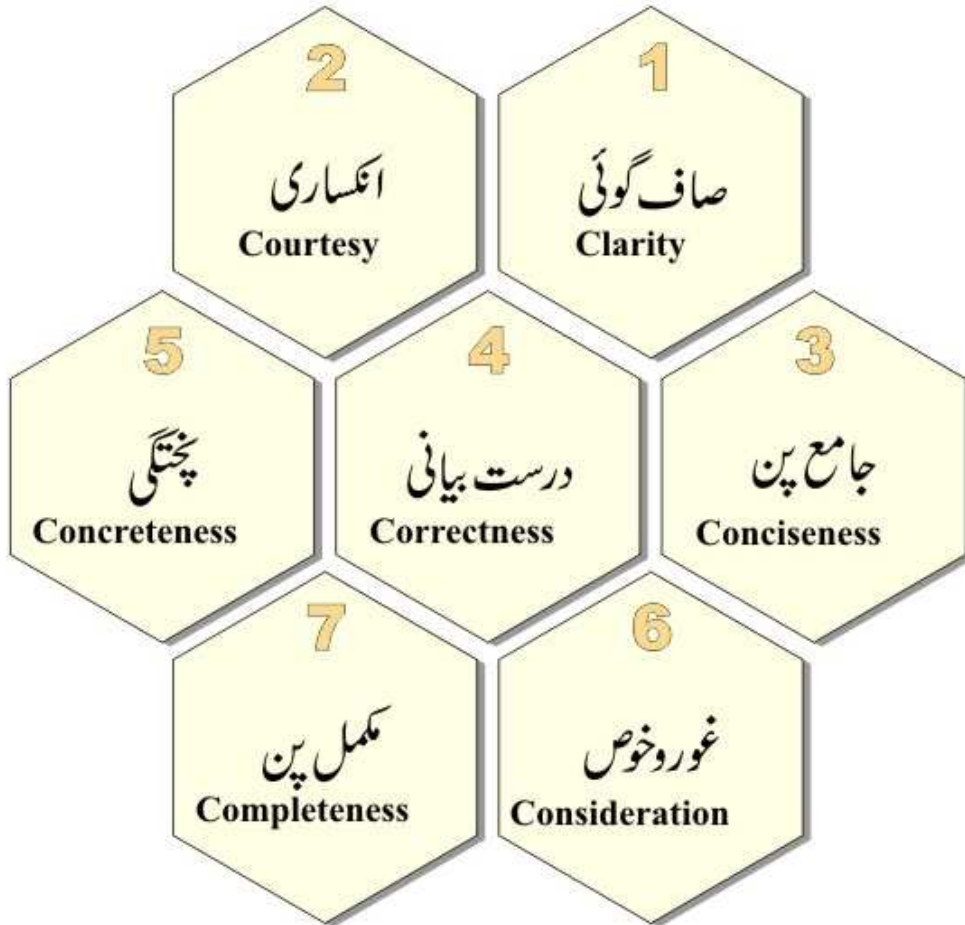 1
صاف گوئی
Clarity
2
انکساری
Courtesy
3
جامع پن
Conciseness
4
درست بیانی
Correctness
5
پختگی
Concreteness
6
غوروخوص
Consideration
7
مکمل پن
Completeness